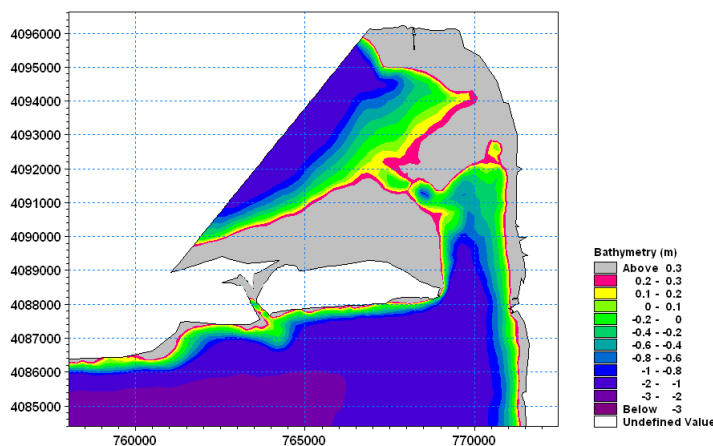 4096000
4095000
4094000
4093000
4092000
4091000
4090000
4089000
4088000
4087000
4086000
4085000
760000 765000 770000
Bathymetry (m)
Above 0.3
0.2 - 0.3
0.1 - 0.2
0 - 0.1
-0.2 - 0
-0.4 - -0.2
-0.6 - -0.4
-0.8 - -0.6
-1 - -0.8
-2 - -1
-3 - -2
Below -3
Undefined Value